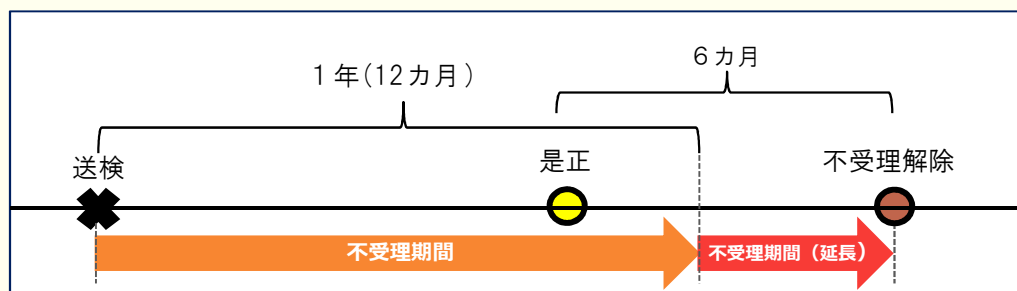 ６カ月
１年(12カ月)
送検
是正
不受理解除
不受理期間
不受理期間（延長）